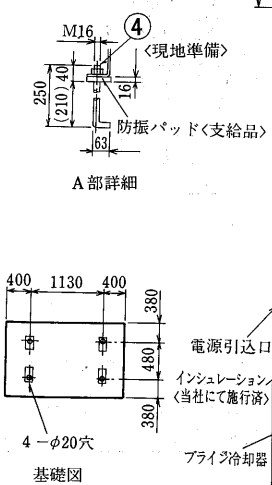 M16
④
〈現地準備〉
250
(210)
40
16
防振パッド〈支給品〉
63
A部詳細
400
1130
400
380
480
380
電源引込口
インシュレーション
〈当社にて施行済〉
4-φ20穴
ブライン冷却器
基礎図